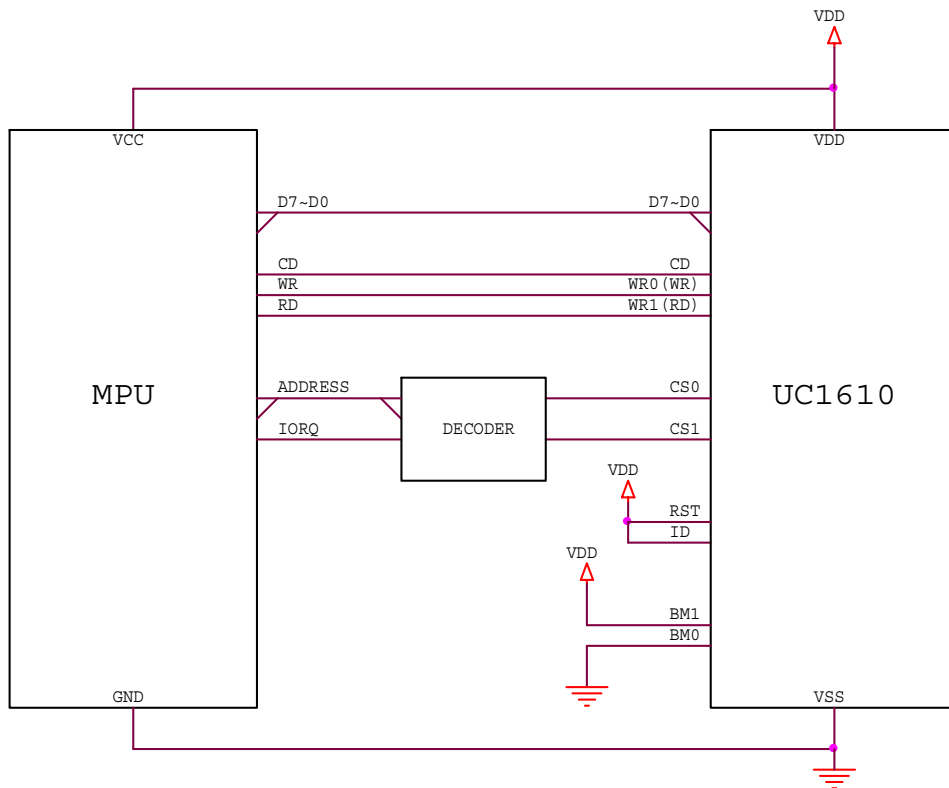 VDD
VCC VDD
D7~D0 D7~D0
CD CD
WR WR0(WR)
RD WR1(RD)
ADDRESS CS0
MPU UC1610
IORQ DECODER CS1
VDD
RST
ID
VDD
BM1
BM0
GND VSS